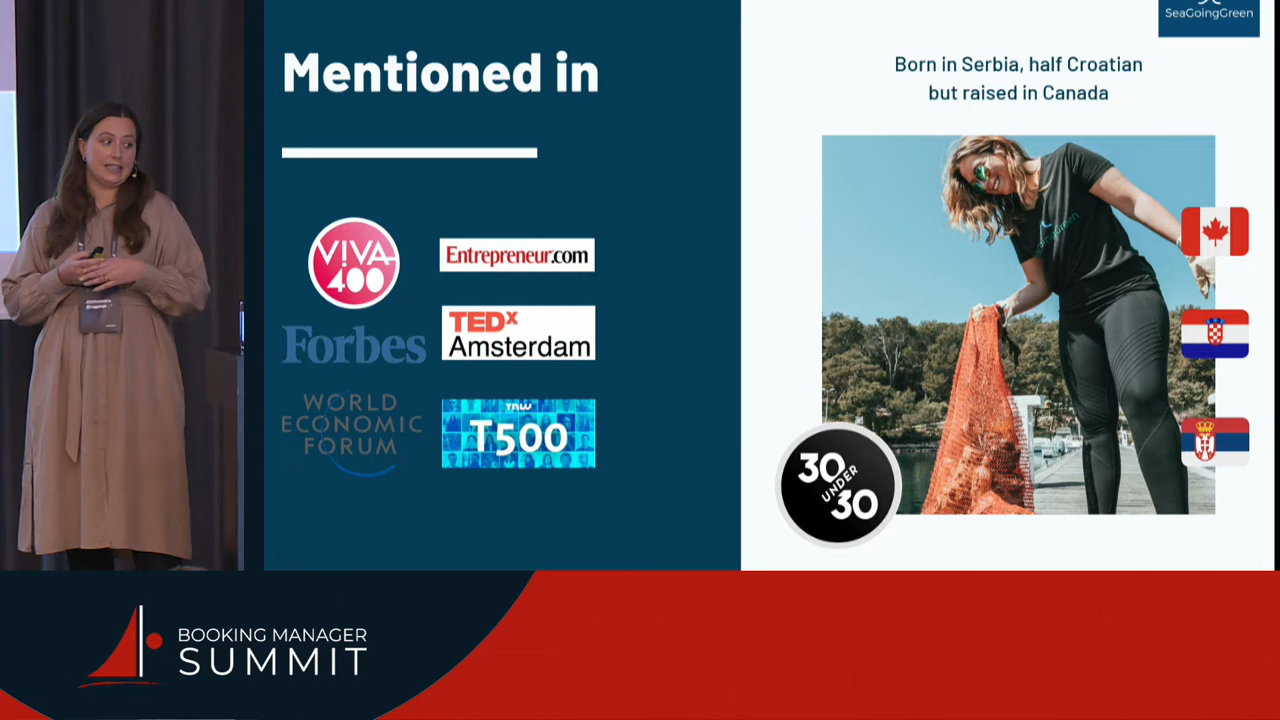 Mentioned in
VIVA
400
Entrepreneur.com
Forbes
TEDx
Amsterdam
WORLD
ECONOMIC
FORUM
TNW
T500
SeaGoingGreen
Born in Serbia, half Croatian
but raised in Canada
30
UNDER
30
BOOKING MANAGER
SUMMIT